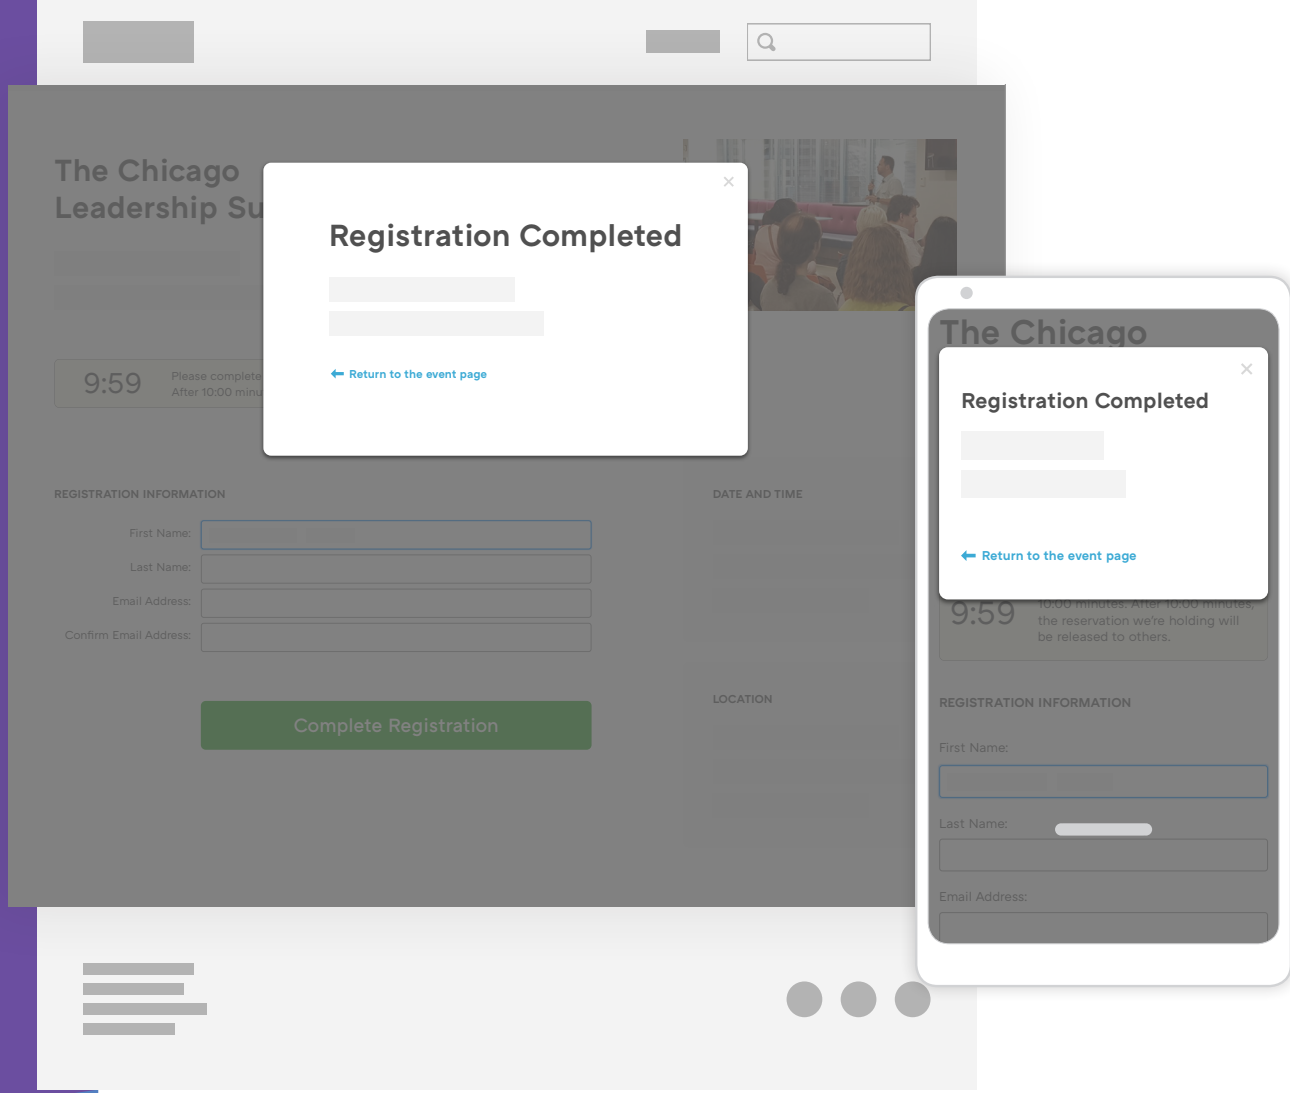 The Chicago
Leadership Su
Registration Completed
Return to the event page
9:59
Please complete
After 10:00 minu
REGISTRATION INFORMATION
First Name:
Last Name:
Email Address:
Confirm Email Address:
Complete Registration
DATE AND TIME
LOCATION
The Chicago
Registration Completed
Return to the event page
9:59
10:00 minutes. After 10:00 minutes,
the reservation we're holding will
be released to others.
REGISTRATION INFORMATION
First Name:
Last Name:
Email Address: